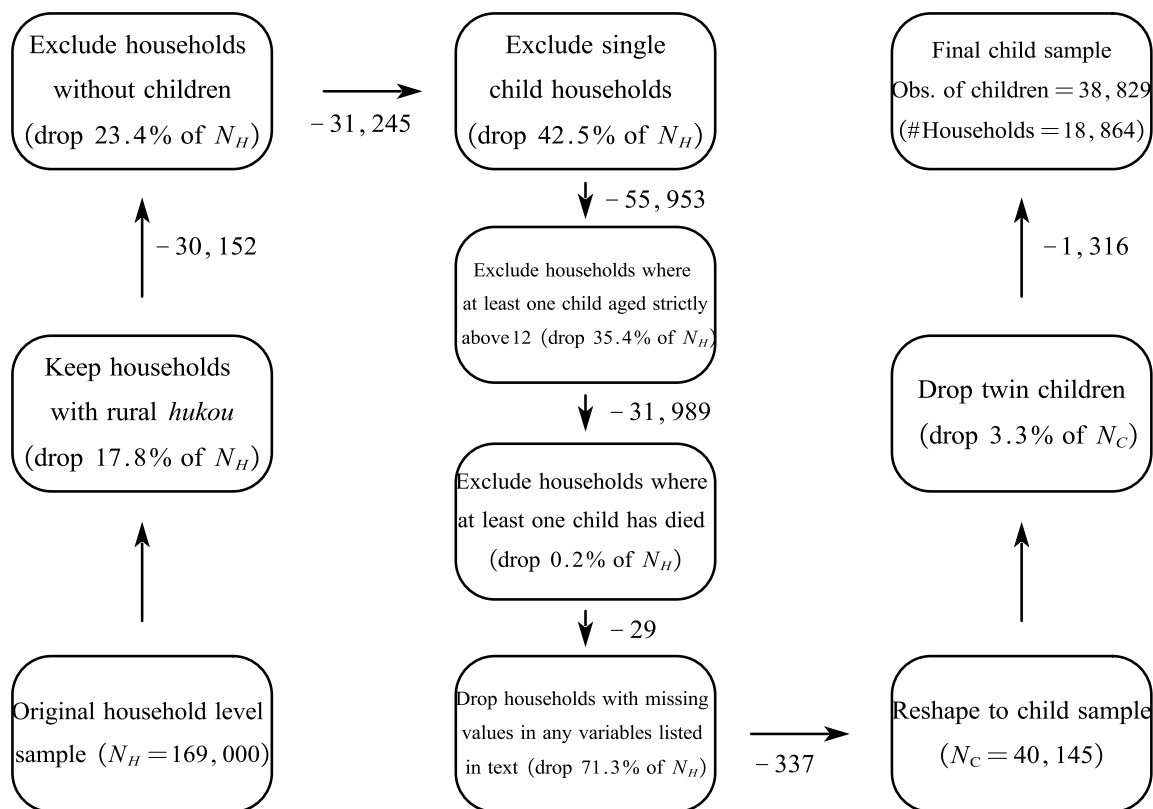 Original household level
sample (N_H = 169,000)
Keep households
with rural hukou
(drop 17.8% of N_H)
– 30,152
Exclude households
without children
(drop 23.4% of N_H)
– 31,245
Exclude single
child households
(drop 42.5% of N_H)
– 55,953
Exclude households where
at least one child aged strictly
above 12 (drop 35.4% of N_H)
– 31,989
Exclude households where
at least one child has died
(drop 0.2% of N_H)
– 29
Drop households with missing
values in any variables listed
in text (drop 71.3% of N_H)
– 337
Reshape to child sample
(N_C = 40,145)
Drop twin children
(drop 3.3% of N_C)
–1,316
Final child sample
Obs. of children = 38,829
(#Households = 18,864)